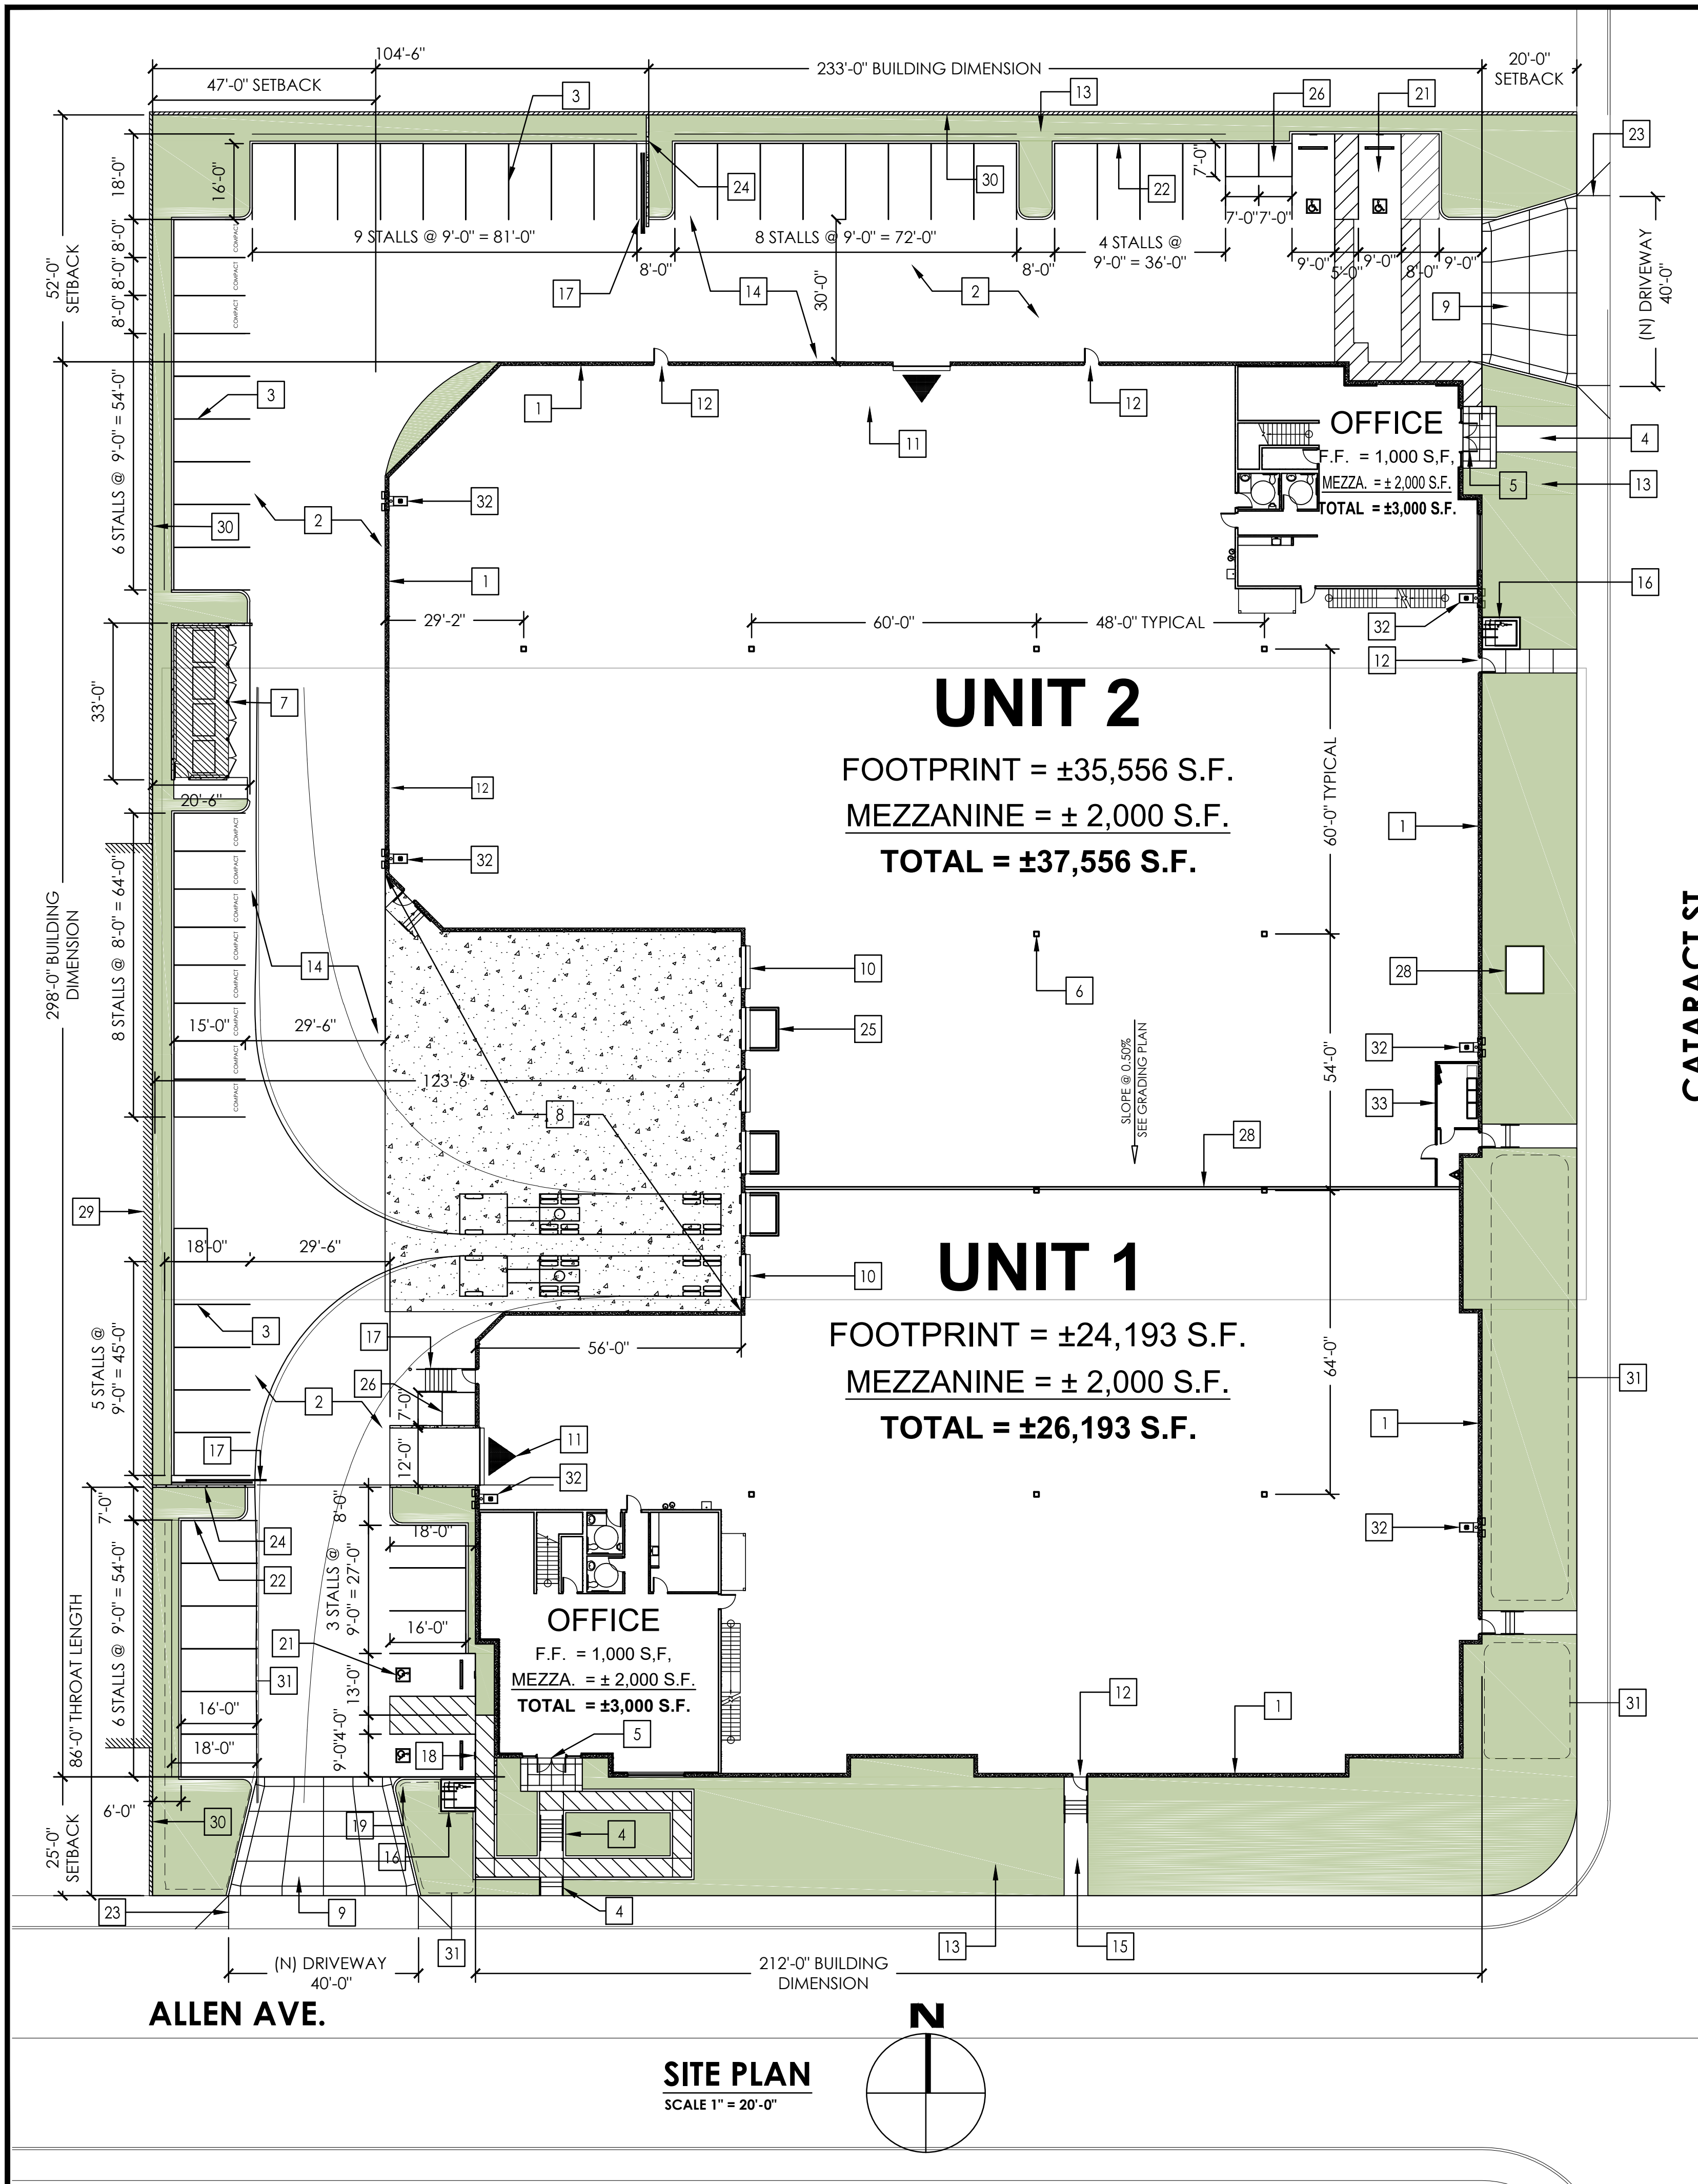 104'-6"
47'-0" SETBACK
233'-0" BUILDING DIMENSION
20'-0"
SETBACK
3
13
26
21
23
18'-0"
16'-0"
24
30
22
7'-0"
7'-0"
7'-0"
9 STALLS @ 9'-0" = 81'-0"
8'-0"
8 STALLS @ 9'-0" = 72'-0"
8'-0"
4 STALLS @
9'-0" = 36'-0"
9'-0"
5'-0"
9'-0"
8'-0"
9'-0"
(N) DRIVEWAY
40'-0"
52'-0"
SETBACK
8'-0"
8'-0"
8'-0"
COMPACT
COMPACT
COMPACT
17
14
30'-0"
2
9
3
1
12
11
12
OFFICE
F.F. = 1,000 S,F,
MEZZA. = ± 2,000 S.F.
TOTAL = ±3,000 S.F.
4
5
13
6 STALLS @ 9'-0" = 54'-0"
30
2
32
1
16
29'-2"
60'-0"
48'-0" TYPICAL
32
12
33'-0"
7
20'-6"
12
UNIT 2
FOOTPRINT = ±35,556 S.F.
MEZZANINE = ± 2,000 S.F.
TOTAL = ±37,556 S.F.
60'-0" TYPICAL
1
32
298'-0" BUILDING
DIMENSION
8 STALLS @ 8'-0" = 64'-0"
COMPACT
COMPACT
COMPACT
COMPACT
COMPACT
COMPACT
COMPACT
COMPACT
14
10
6
28
CATARACT ST
15'-0"
29'-6"
25
123'-6"
8
SLOPE @ 0.50%
SEE GRADING PLAN
54'-0"
32
33
28
29
18'-0"
29'-6"
10
UNIT 1
FOOTPRINT = ±24,193 S.F.
MEZZANINE = ± 2,000 S.F.
TOTAL = ±26,193 S.F.
3
17
56'-0"
64'-0"
31
5 STALLS @
9'-0" = 45'-0"
2
26
7'-0"
1
17
12'-0"
11
32
7'-0"
24
22
8'-0"
18'-0"
32
3 STALLS @
9'-0" = 27'-0"
86'-0" THROAT LENGTH
6 STALLS @ 9'-0" = 54'-0"
OFFICE
F.F. = 1,000 S,F,
MEZZA. = ± 2,000 S.F.
TOTAL = ±3,000 S.F.
16'-0"
21
31
13'-0"
12
1
31
16'-0"
18'-0"
4'-0"
9'-0"
18
5
6'-0"
30
19
16
4
25'-0"
SETBACK
23
9
4
31
13
15
(N) DRIVEWAY
40'-0"
212'-0" BUILDING
DIMENSION
ALLEN AVE.
N
SITE PLAN
SCALE 1" = 20'-0"